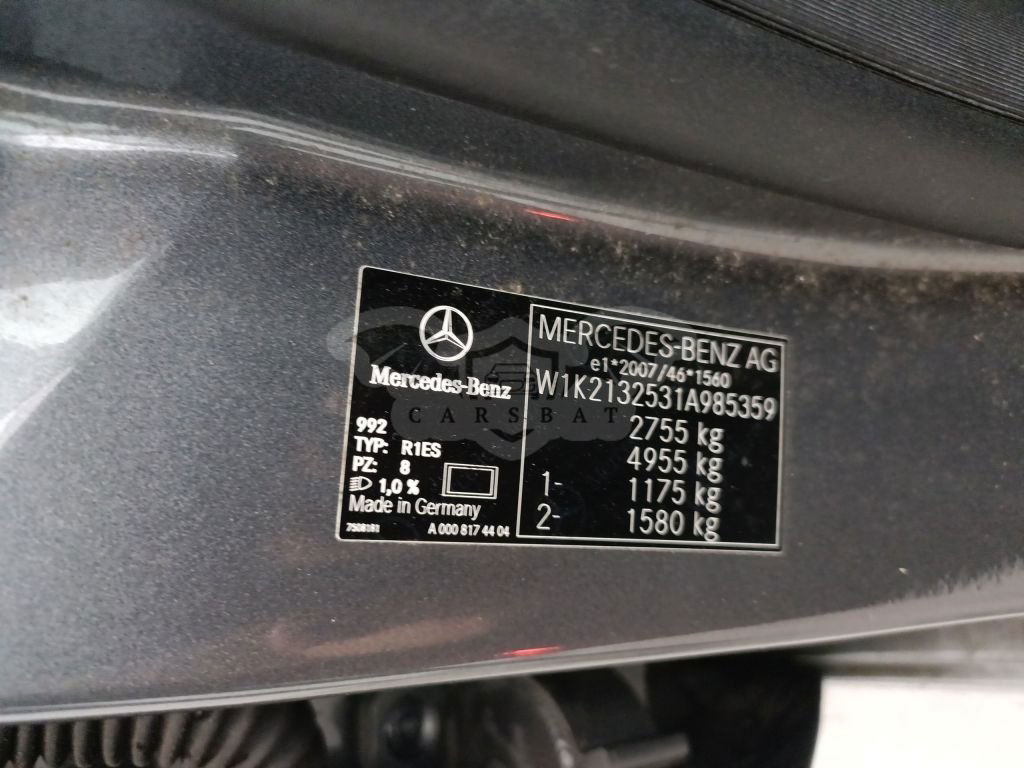 Mercedes-Benz
992
TYP: R1ES
PZ: 8
1,0 %
Made in Germany
7508181 A 000 817 44 04
MERCEDES-BENZ AG
e1*2007/46*1560
W1K2132531A985359
2755 kg
4955 kg
1- 1175 kg
2- 1580 kg
CARSBAT